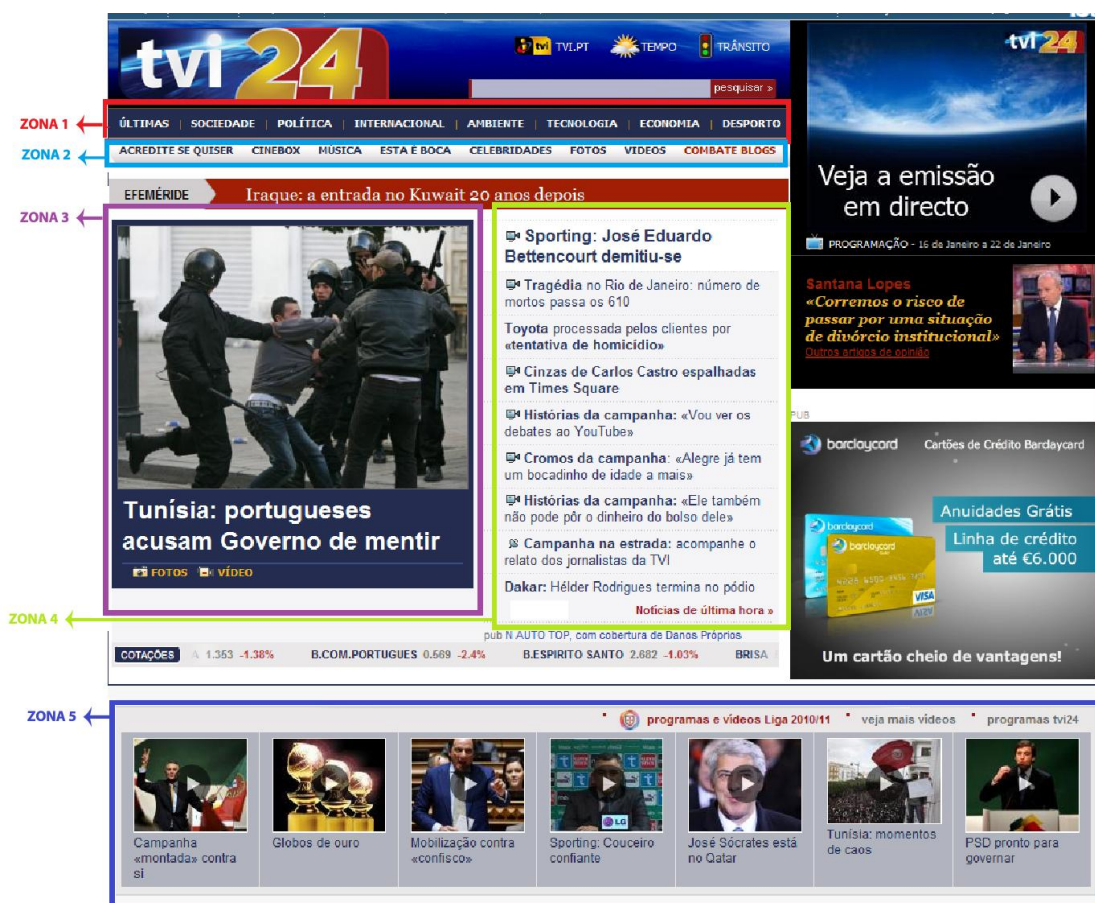 tvi 24
tvi TVI.PT
TEMPO
TRÂNSITO
pesquisar »
ZONA 1
ÚLTIMAS | SOCIEDADE | POLÍTICA | INTERNACIONAL | AMBIENTE | TECNOLOGIA | ECONOMIA | DESPORTO
ZONA 2
ACREDITE SE QUISER CINEBOX MÚSICA ESTA É BOCA CELEBRIDADES FOTOS VIDEOS COMBATE BLOGS
EFEMÉRIDE
Iraque: a entrada no Kuwait 20 anos depois
ZONA 3
Tunísia: portugueses
acusam Governo de mentir
FOTOS VÍDEO
ZONA 4
Sporting: José Eduardo
Bettencourt demitiu-se
Tragédia no Rio de Janeiro: número de
mortos passa os 610
Toyota processada pelos clientes por
«tentativa de homicídio»
Cinzas de Carlos Castro espalhadas
em Times Square
Histórias da campanha: «Vou ver os
debates ao YouTube»
Cromos da campanha: «Alegre já tem
um bocadinho de idade a mais»
Histórias da campanha: «Ele também
não pode pôr o dinheiro do bolso dele»
Campanha na estrada: acompanhe o
relato dos jornalistas da TVI
Dakar: Hélder Rodrigues termina no pódio
Notícias de última hora »
pub N AUTO TOP, com cobertura de Danos Próprios
COTAÇÕES A 1.353 -1.38% B.COM.PORTUGUES 0.569 -2.4% B.ESPIRITO SANTO 2.682 -1.03% BRISA
tvi 24
Veja a emissão
em directo
PROGRAMAÇÃO - 16 de Janeiro a 22 de Janeiro
Santana Lopes
«Corremos o risco de
passar por uma situação
de divórcio institucional»
Outros artigos de opinião
PUB
barclaycard
Cartões de Crédito Barclaycard
Anuidades Grátis
Linha de crédito
até €6.000
barclaycard
barclaycard
VISA
VISA
Um cartão cheio de vantagens!
ZONA 5
programas e vídeos Liga 2010/11
veja mais vídeos
programas tvi24
LG
Campanha
«montada» contra
si
Globos de ouro
Mobilização contra
«confisco»
Sporting: Couceiro
confiante
José Sócrates está
no Qatar
Tunísia: momentos
de caos
PSD pronto para
governar